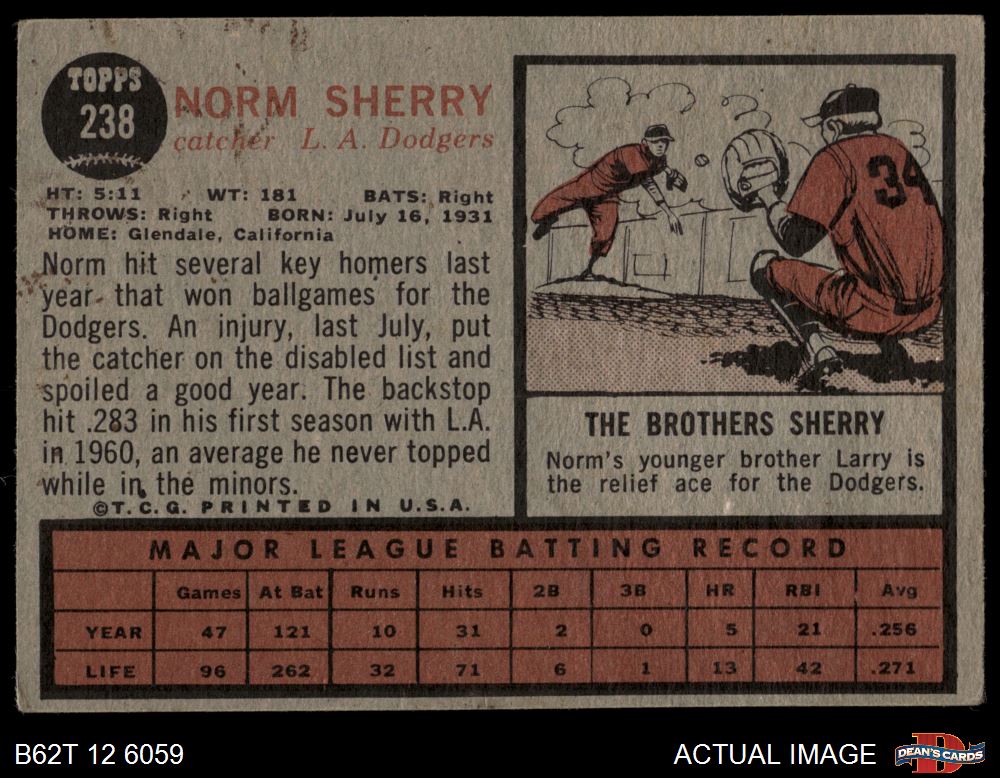 TOPPS
238
NORM SHERRY
catcher L. A. Dodgers
HT: 5:11 WT: 181 BATS: Right
THROWS: Right BORN: July 16, 1931
HOME: Glendale, California
Norm hit several key homers last
year that won ballgames for the
Dodgers. An injury, last July, put
the catcher on the disabled list and
spoiled a good year. The backstop
hit .283 in his first season with L.A.
in 1960, an average he never topped
while in the minors.
©T.C.G. PRINTED IN U.S.A.
34
THE BROTHERS SHERRY
Norm's younger brother Larry is
the relief ace for the Dodgers.
MAJOR LEAGUE BATTING RECORD
Games At Bat Runs Hits 2B 3B HR RBI Avg
YEAR 47 121 10 31 2 0 5 21 .256
LIFE 96 262 32 71 6 1 13 42 .271
B62T 12 6059
ACTUAL IMAGE
DEAN'S CARDS